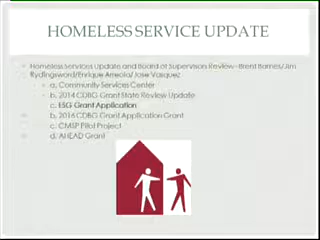 HOMELESS SERVICE UPDATE
Homeless Services Update and Board of Supervision Review--Brent Barnes/Jim
Rydingsword/Enrique Arreola/Jose Vasquez
a. Community Services Center
b. 2014 CDBG Grant State Review Update
c. ESG Grant Application
b. 2016 CDBG Grant Application Grant
c. CMSP Pilot Project
d. AHEAD Grant